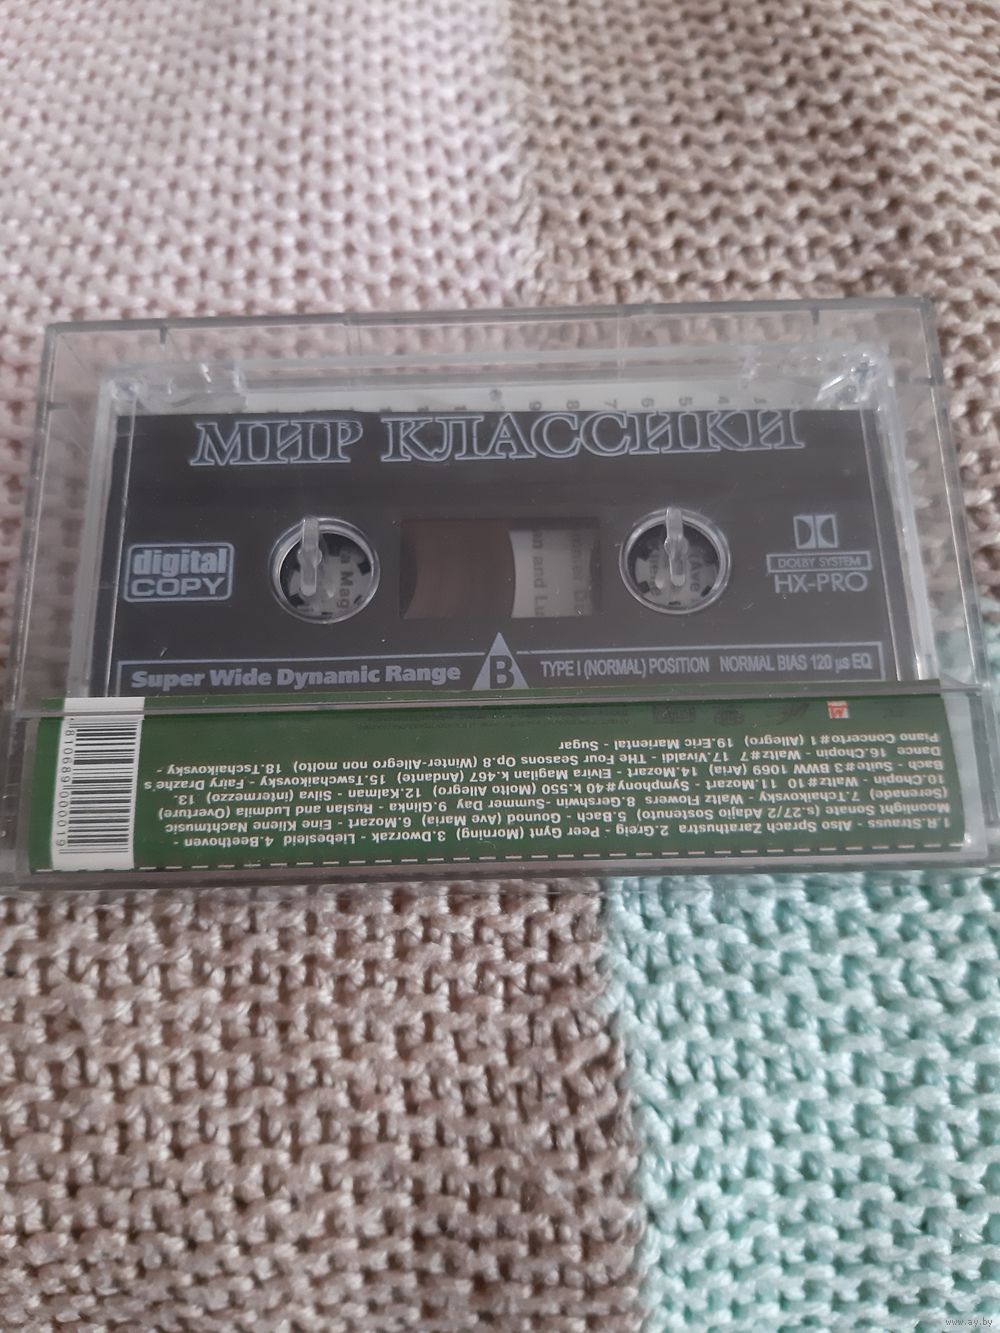 МИР КЛАССИКИ
digital
COPY
DOLBY SYSTEM
HX-PRO
Super Wide Dynamic Range
B
TYPE I (NORMAL) POSITION NORMAL BIAS 120 µs EQ
1.R.Strauss - Also Sprach Zarathustra 2.Greig - Peer Gynt (Morning) 3.Dworzak - Liebesleid 4.Beethoven -
Moonlight Sonate (s.27/2 Adajio Sostenuto) 5.Bach - Gounod (Ave Maria) 6.Mozart - Eine Kliene Nachtmusic
(Serenade) 7.Tchaikovsky - Waltz Flowers 8.Gershwin-Summer Day 9.Glinka - Ruslan and Ludmila (Overture)
10.Chopin - Waltz# 10 11.Mozart - Symphony# 40 k.550 (Molto Allegro) 12.Kalman - Silva (intermezzo) 13.
Bach - Suite# 3 BWW 1069 (Aria) 14.Mozart - Elvira Magilan k.467 (Andante) 15.Tswchaikovsky - Fairy Drazhe s
Dance 16.Chopin - Waltz# 7 17.Vivaldi - The Four Seasons Op.8 (Winter-Allegro non molto) 18.Tschaikovsky -
Piano Concerto# 1 (Allegro) 19.Eric Mariental - Sugar
www.ay.by